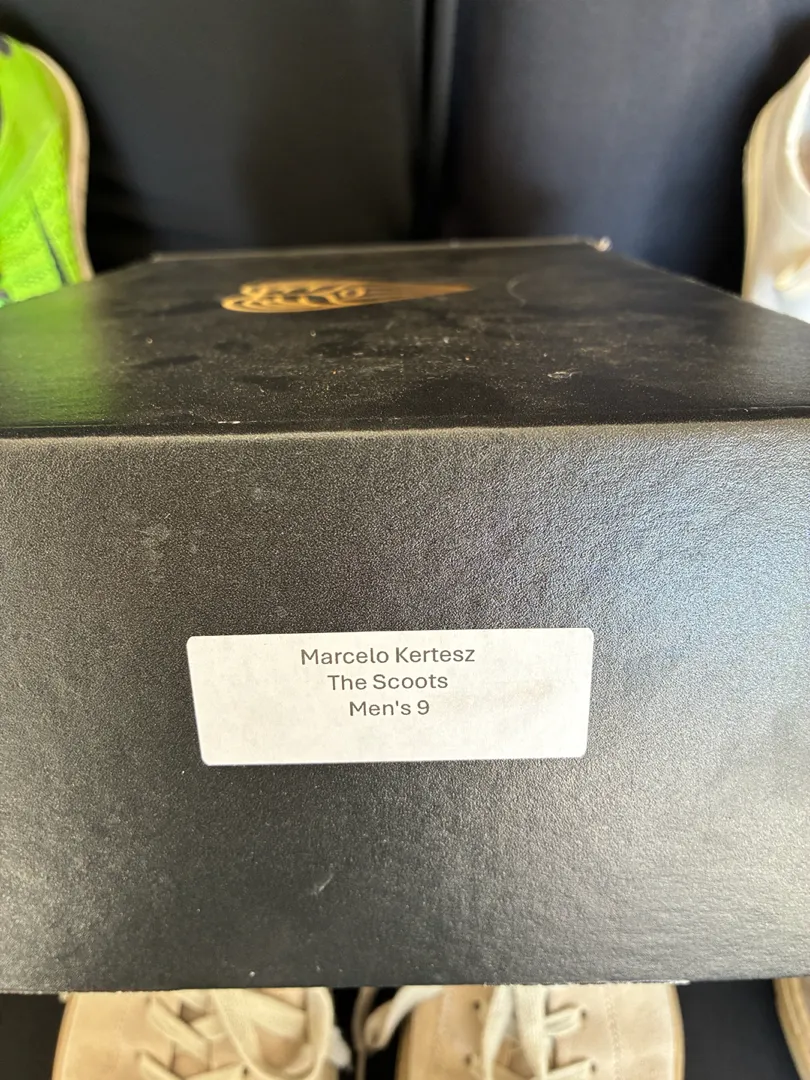 Marcelo Kertesz
The Scoots
Men's 9